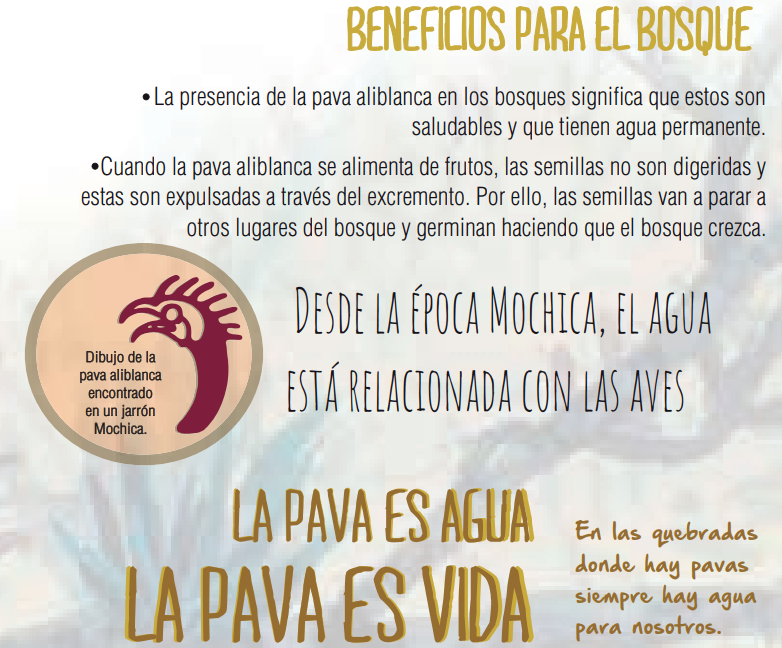 BENEFICIOS PARA EL BOSQUE
•La presencia de la pava aliblanca en los bosques significa que estos son
saludables y que tienen agua permanente.
•Cuando la pava aliblanca se alimenta de frutos, las semillas no son digeridas y
estas son expulsadas a través del excremento. Por ello, las semillas van a parar a
otros lugares del bosque y germinan haciendo que el bosque crezca.
Dibujo de la
pava aliblanca
encontrado
en un jarrón
Mochica.
DESDE LA ÉPOCA MOCHICA, EL AGUA
ESTÁ RELACIONADA CON LAS AVES
LA PAVA ES AGUA
LA PAVA ES VIDA
En las quebradas
donde hay pavas
siempre hay agua
para nosotros.